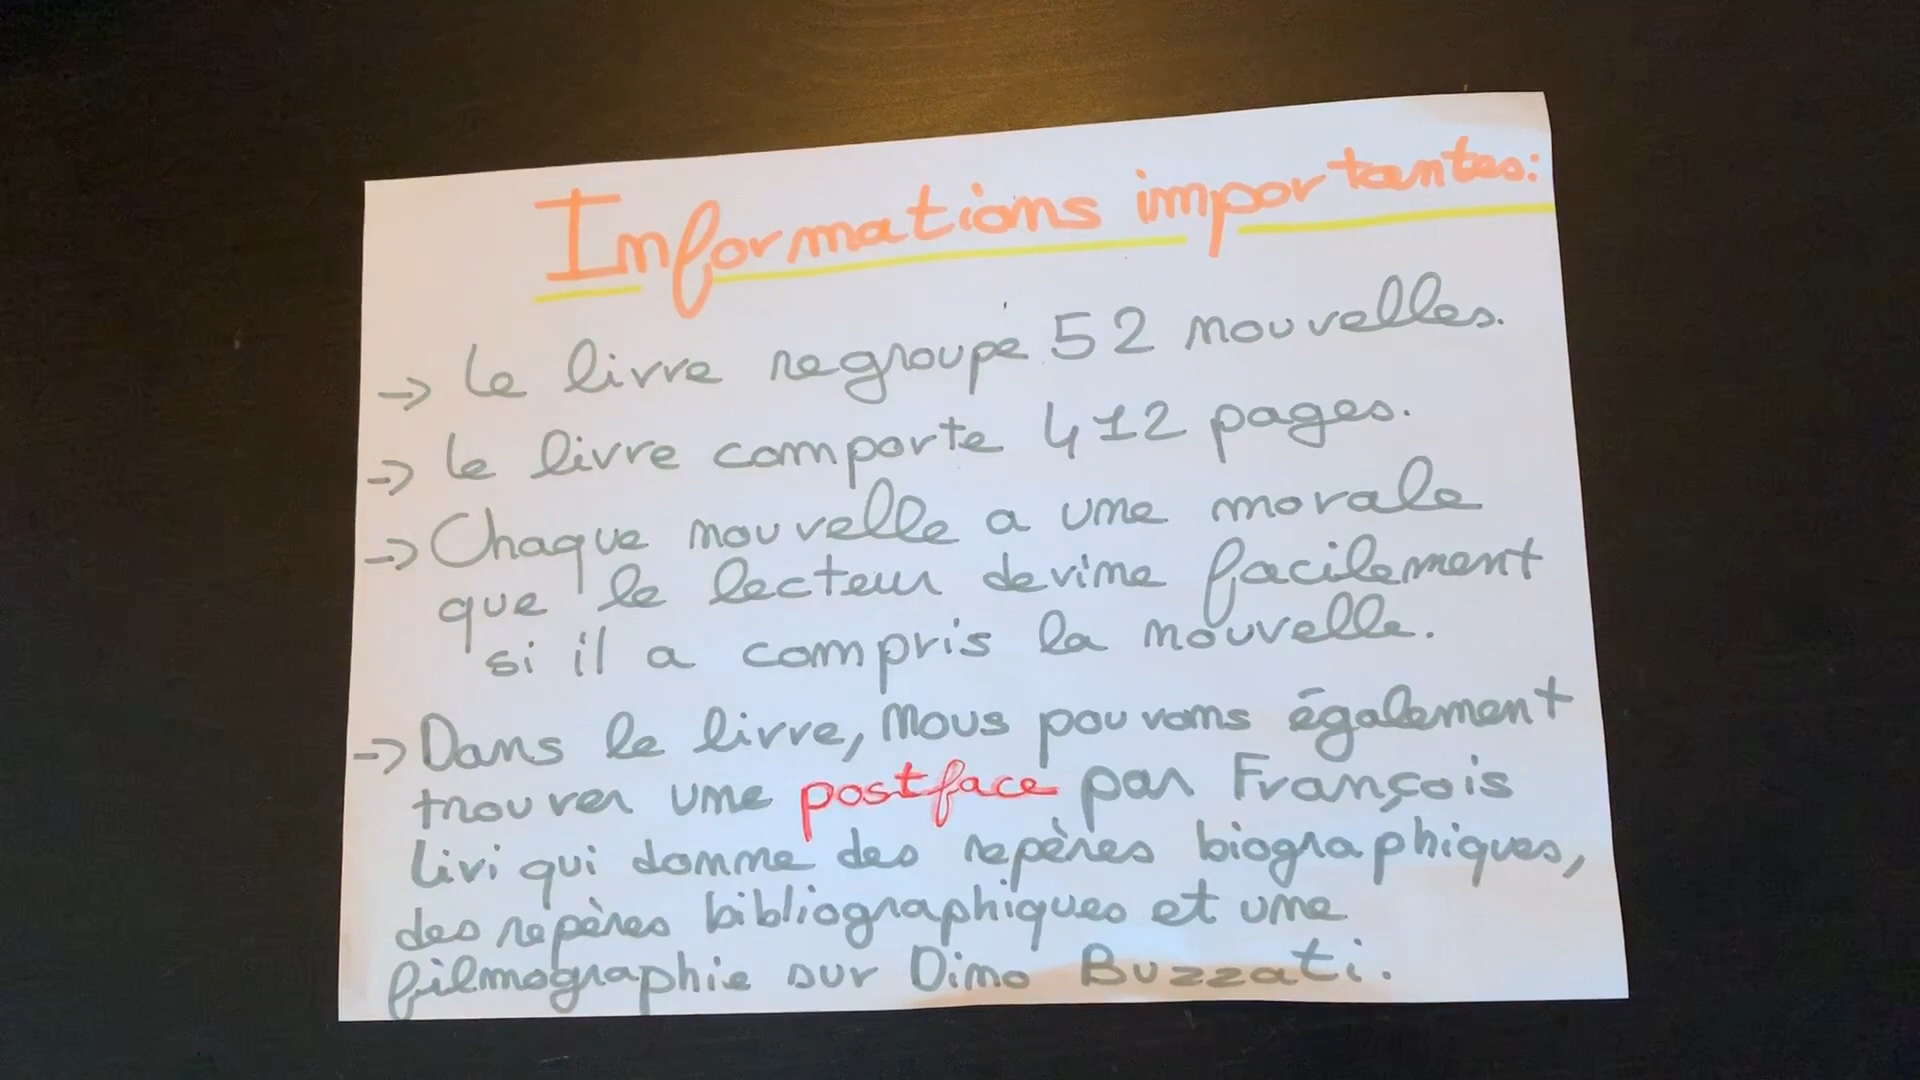 Informations importantes:
-> Le livre regroupe 52 nouvelles.
-> Le livre comporte 412 pages.
-> Chaque nouvelle a une morale
que le lecteur devine facilement
si il a compris la nouvelle.
-> Dans le livre, nous pouvons également
trouver une postface par François
Livi qui donne des repères biographiques,
des repères bibliographiques et une
filmographie sur Dino Buzzati.